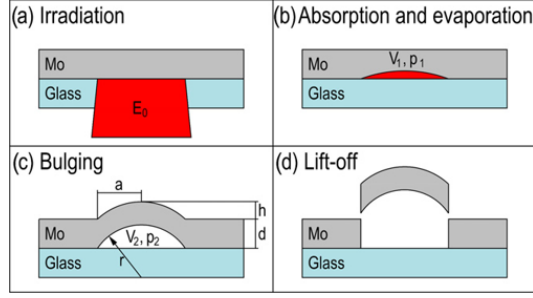 (a) Irradiation
Mo
Glass
E₀
(b) Absorption and evaporation
V₁, p₁
Mo
Glass
(c) Bulging
a
h
d
Mo
V₂, p₂
r
Glass
(d) Lift-off
Mo
Glass